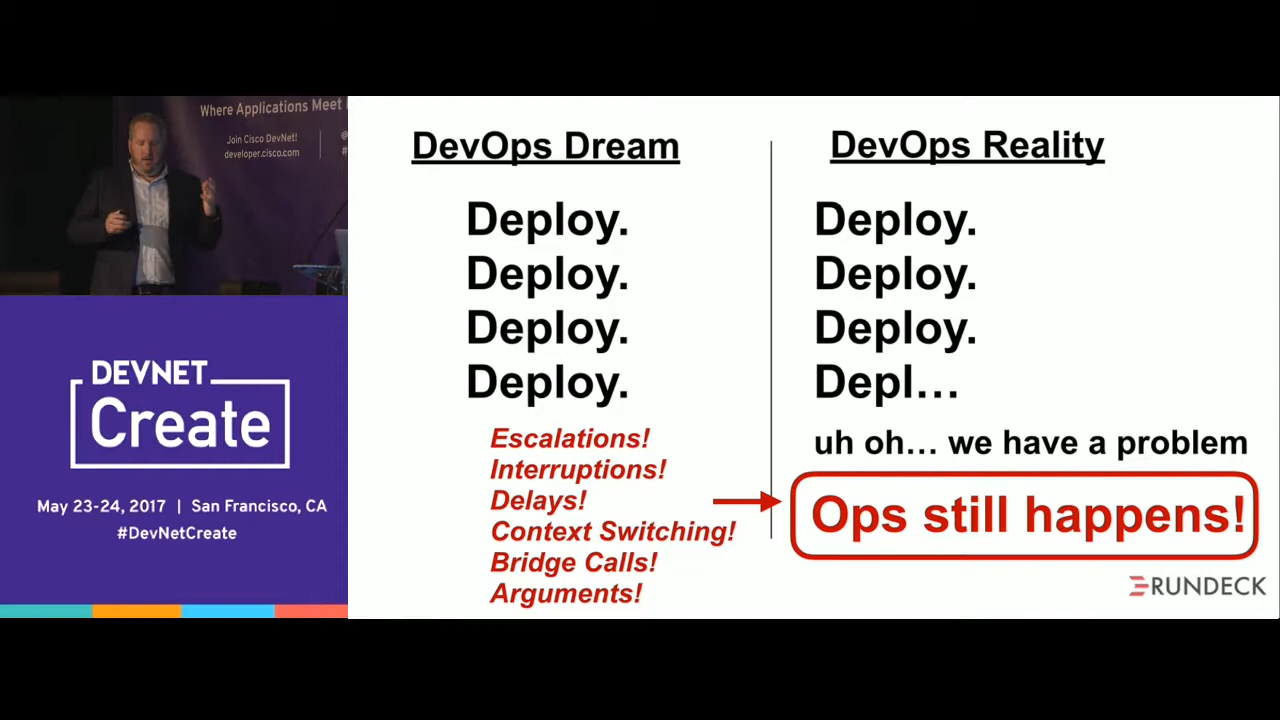 Where Applications Meet
Join Cisco DevNet!
developer.cisco.com
DEVNET
Create
May 23-24, 2017 | San Francisco, CA
#DevNetCreate
DevOps Dream
Deploy.
Deploy.
Deploy.
Deploy.
Escalations!
Interruptions!
Delays!
Context Switching!
Bridge Calls!
Arguments!
DevOps Reality
Deploy.
Deploy.
Deploy.
Depl…
uh oh… we have a problem
Ops still happens!
RUNDECK